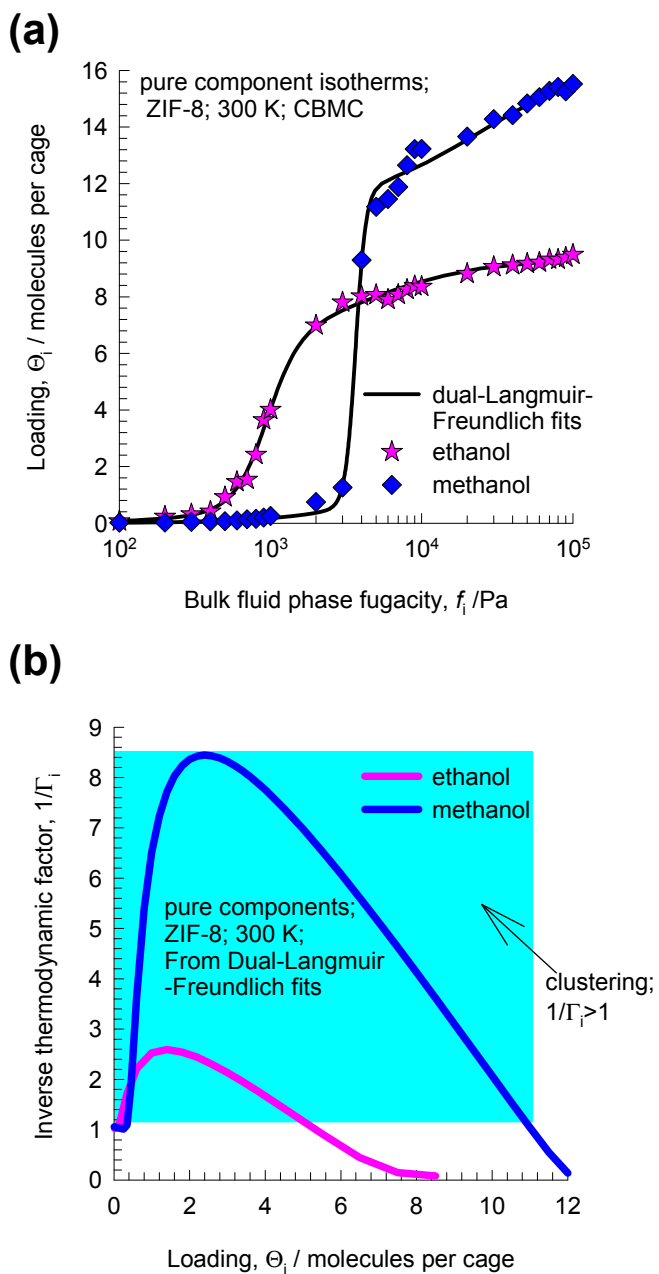 (a)
16
14
12
10
8
6
4
2
0
pure component isotherms;
ZIF-8; 300 K; CBMC
dual-Langmuir-
Freundlich fits
ethanol
methanol
10²
10³
10⁴
10⁵
Loading, Θᵢ / molecules per cage
Bulk fluid phase fugacity, fᵢ /Pa
(b)
9
8
7
6
5
4
3
2
1
0
ethanol
methanol
pure components;
ZIF-8; 300 K;
From Dual-Langmuir
-Freundlich fits
clustering;
1/Γᵢ>1
0
2
4
6
8
10
12
Inverse thermodynamic factor, 1/Γᵢ
Loading, Θᵢ / molecules per cage